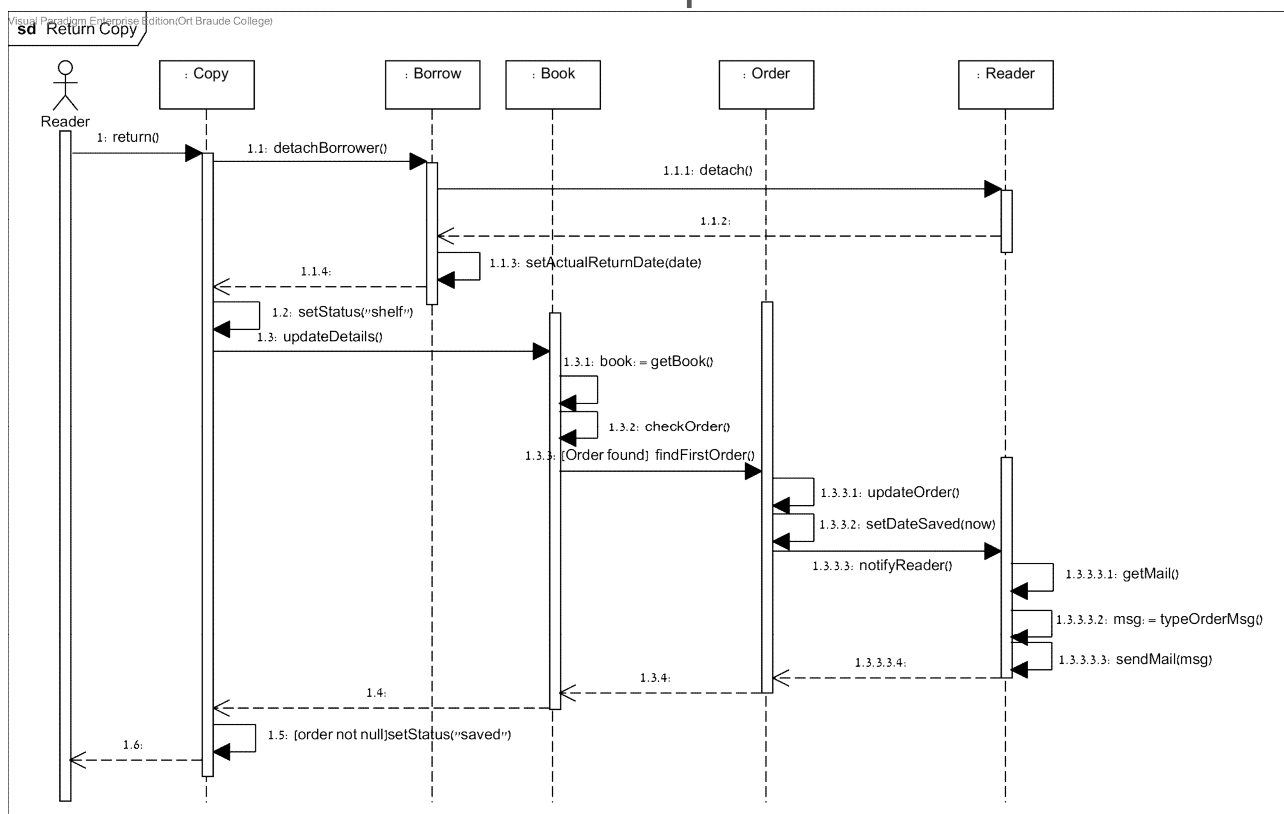 Visual Paradigm Enterprise Edition(Ort Braude College)
sd Return Copy
Reader
: Copy
: Borrow
: Book
: Order
: Reader
1: return()
1.1: detachBorrower()
1.1.1: detach()
1.1.2:
1.1.3: setActualReturnDate(date)
1.1.4:
1.2: setStatus("shelf")
1.3: updateDetails()
1.3.1: book:=getBook()
1.3.2: checkOrder()
1.3.3: [Order found] findFirstOrder()
1.3.3.1: updateOrder()
1.3.3.2: setDateSaved(now)
1.3.3.3: notifyReader()
1.3.3.3.1: getMail()
1.3.3.3.2: msg:=typeOrderMsg()
1.3.3.3.3: sendMail(msg)
1.3.3.3.4:
1.3.4:
1.4:
1.5: [order not null]setStatus("saved")
1.6: